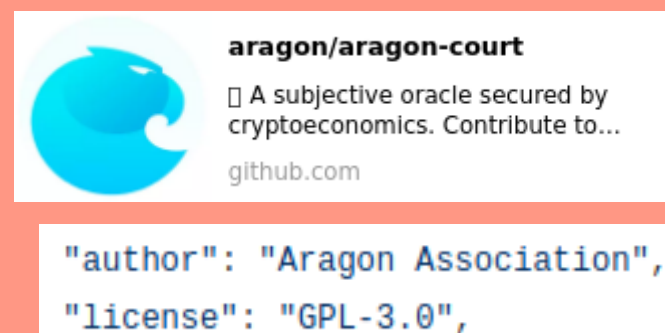 aragon/aragon-court
A subjective oracle secured by
cryptoeconomics. Contribute to...
github.com
"author": "Aragon Association",
"license": "GPL-3.0",